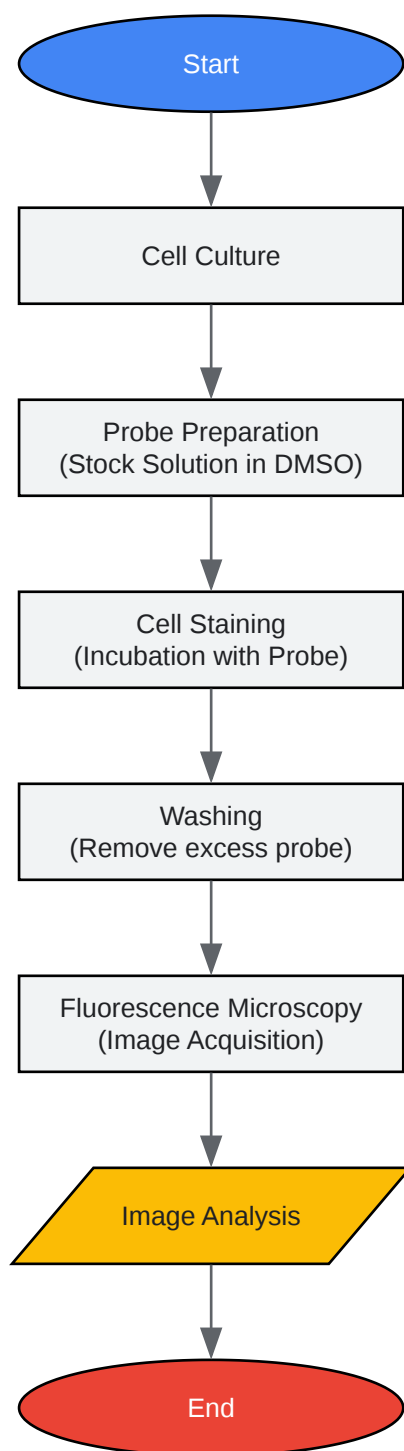 Start
Cell Culture
Probe Preparation
(Stock Solution in DMSO)
Cell Staining
(Incubation with Probe)
Washing
(Remove excess probe)
Fluorescence Microscopy
(Image Acquisition)
Image Analysis
End